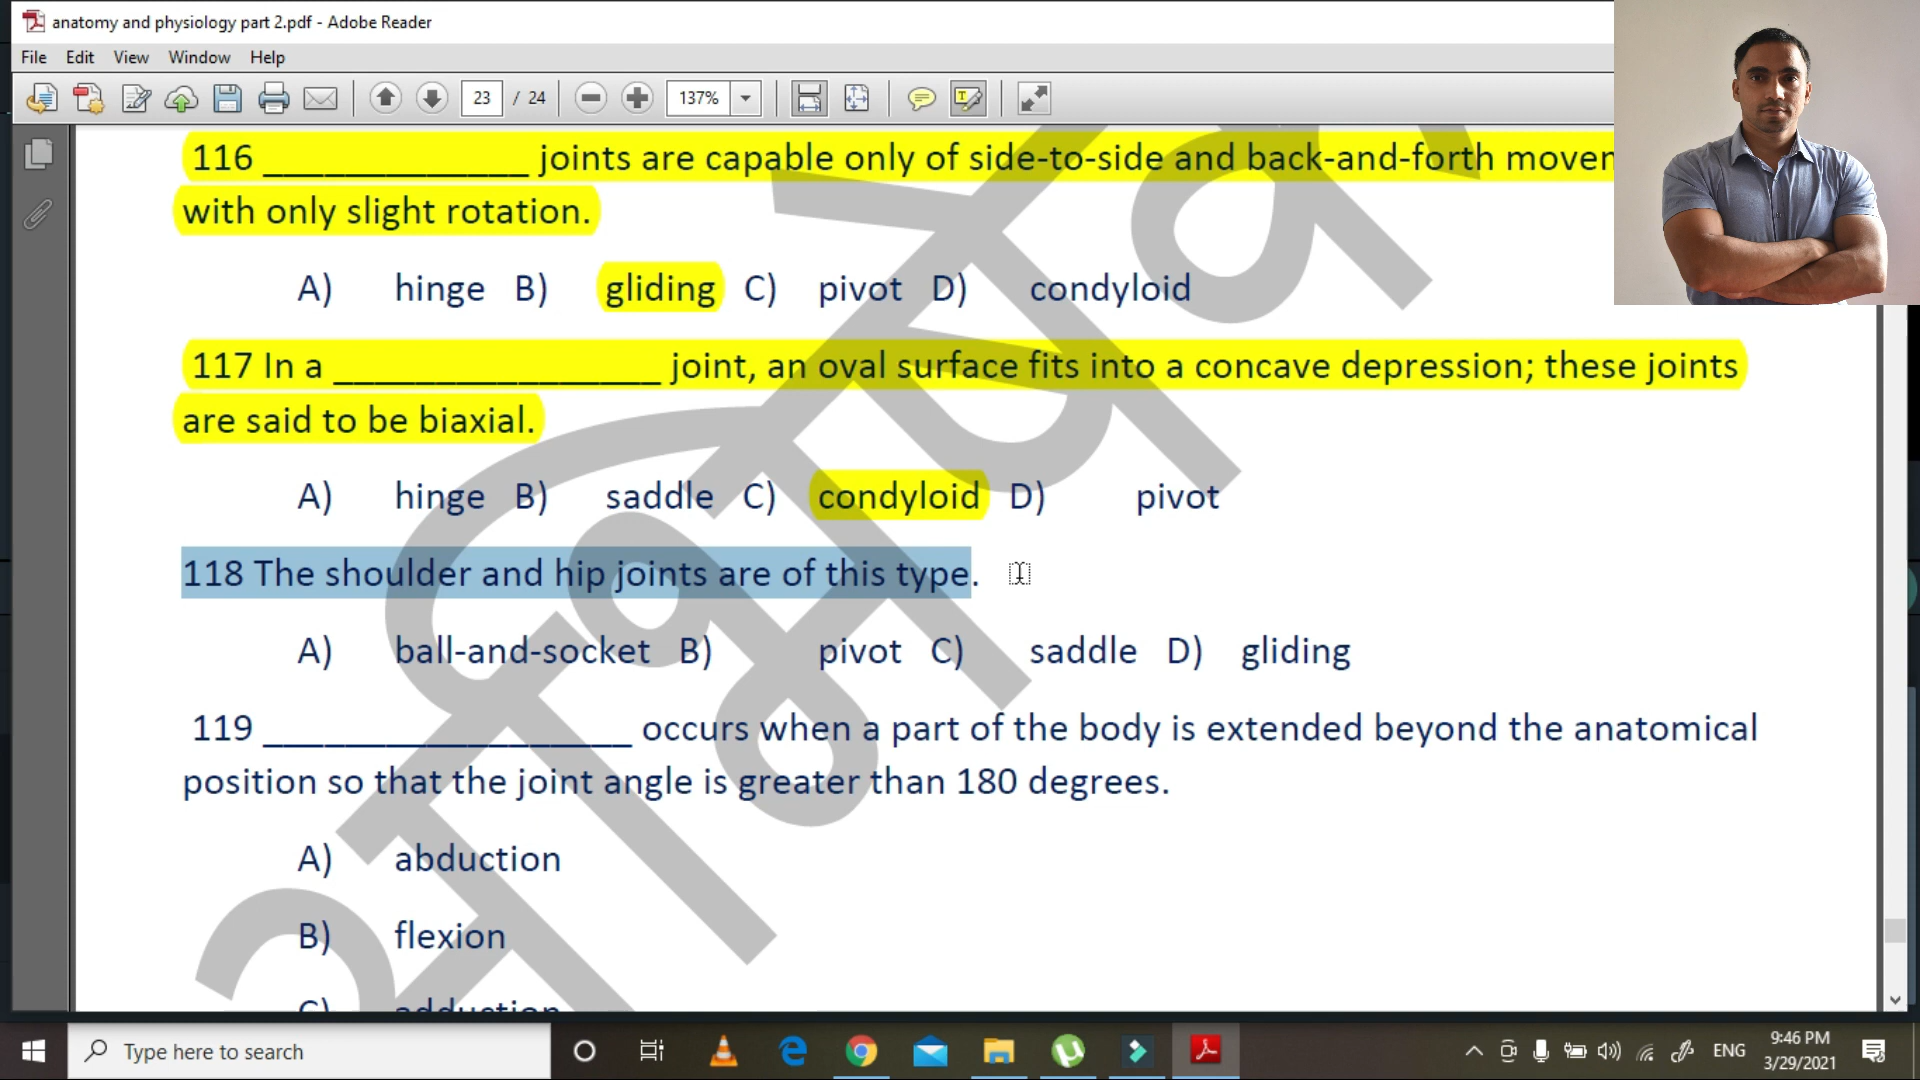 anatomy and physiology part 2.pdf - Adobe Reader
File Edit View Window Help
23 / 24 137%
116 _____________ joints are capable only of side-to-side and back-and-forth
with only slight rotation.
A) hinge B) gliding C) pivot D) condyloid
117 In a ________________ joint, an oval surface fits into a concave depression; these joints
are said to be biaxial.
A) hinge B) saddle C) condyloid D) pivot
118 The shoulder and hip joints are of this type.
A) ball-and-socket B) pivot C) saddle D) gliding
119 __________________ occurs when a part of the body is extended beyond the anatomical
position so that the joint angle is greater than 180 degrees.
A) abduction
B) flexion
C) adduction
Type here to search
ENG
9:46 PM
3/29/2021